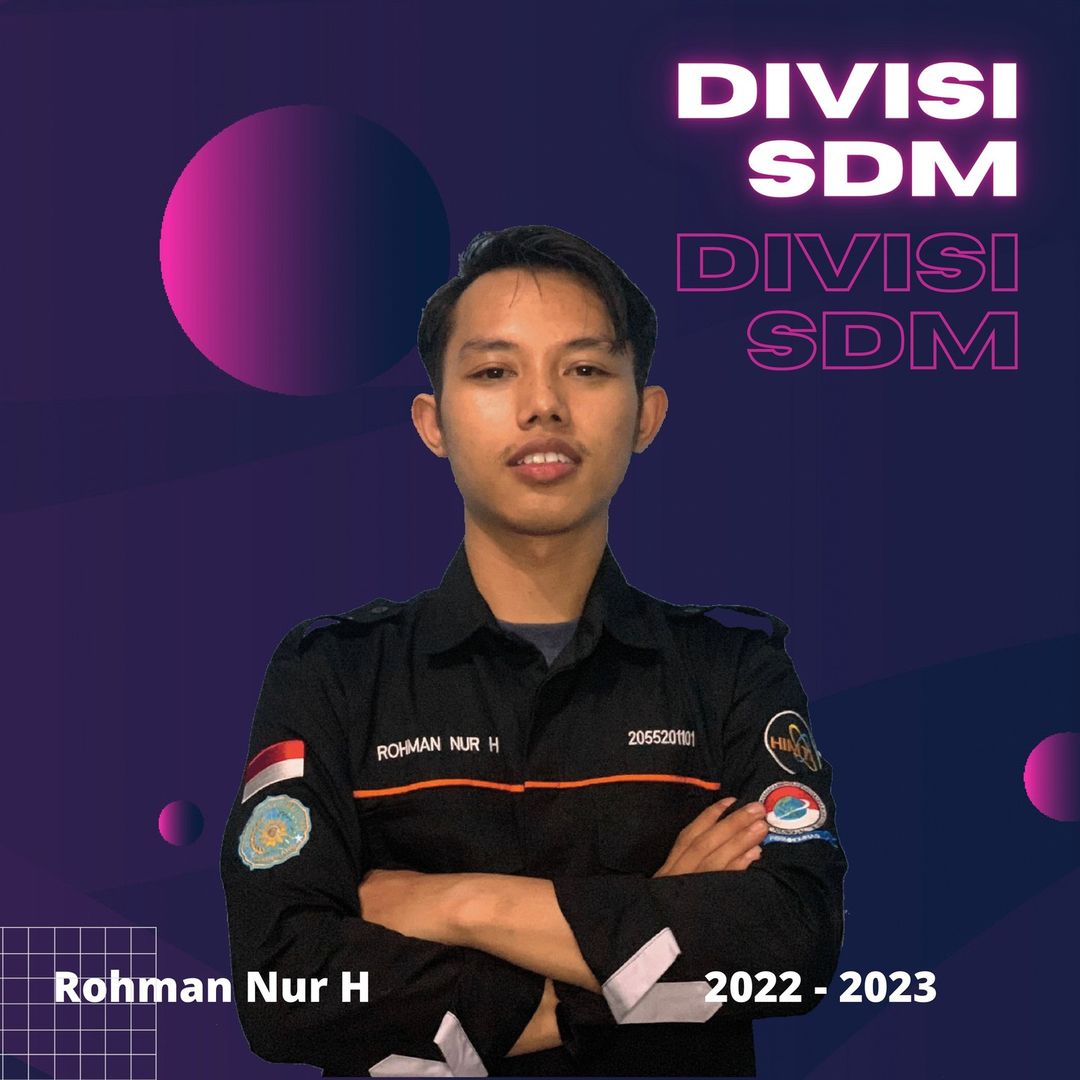 DIVISI
SDM
DIVISI
SDM
ROHMAN NUR H
2055201101
Rohman Nur H
2022 - 2023